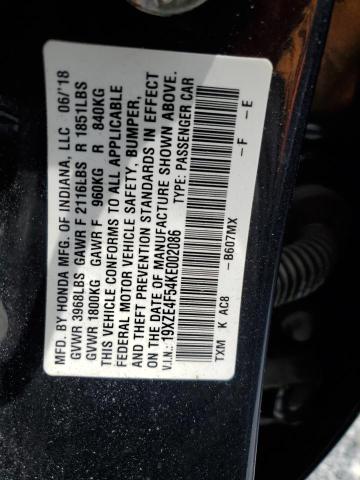 MFD. BY HONDA MFG. OF INDIANA, LLC 06/'18
GVWR 3968LBS GAWR F 2116LBS R 1851LBS
GVWR 1800KG GAWR F 960KG R 840KG
THIS VEHICLE CONFORMS TO ALL APPLICABLE
FEDERAL MOTOR VEHICLE SAFETY, BUMPER,
AND THEFT PREVENTION STANDARDS IN EFFECT
ON THE DATE OF MANUFACTURE SHOWN ABOVE.
V.I.N.: 19XZE4F54KE002086 TYPE: PASSENGER CAR
TXM K AC8 -B607MX -F -E